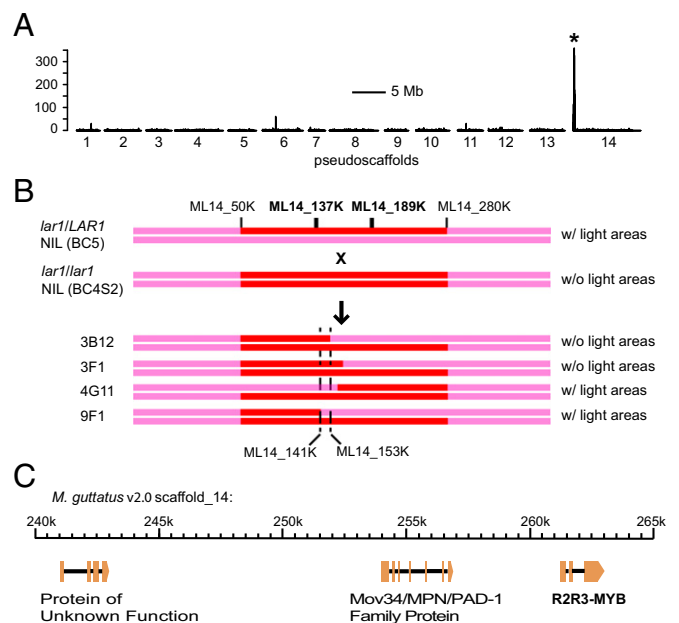 A
*
300
200
100
0
5 Mb
1 2 3 4 5 6 7 8 9 10 11 12 13 14
pseudoscaffolds
B
ML14_50K ML14_137K ML14_189K ML14_280K
lar1/LAR1
NIL (BC5)
w/ light areas
X
lar1/lar1
NIL (BC4S2)
w/o light areas
3B12 w/o light areas
3F1 w/o light areas
4G11 w/ light areas
9F1 w/ light areas
ML14_141K ML14_153K
C
M. guttatus v2.0 scaffold_14:
240k 245k 250k 255k 260k 265k
Protein of
Unknown Function
Mov34/MPN/PAD-1
Family Protein
R2R3-MYB